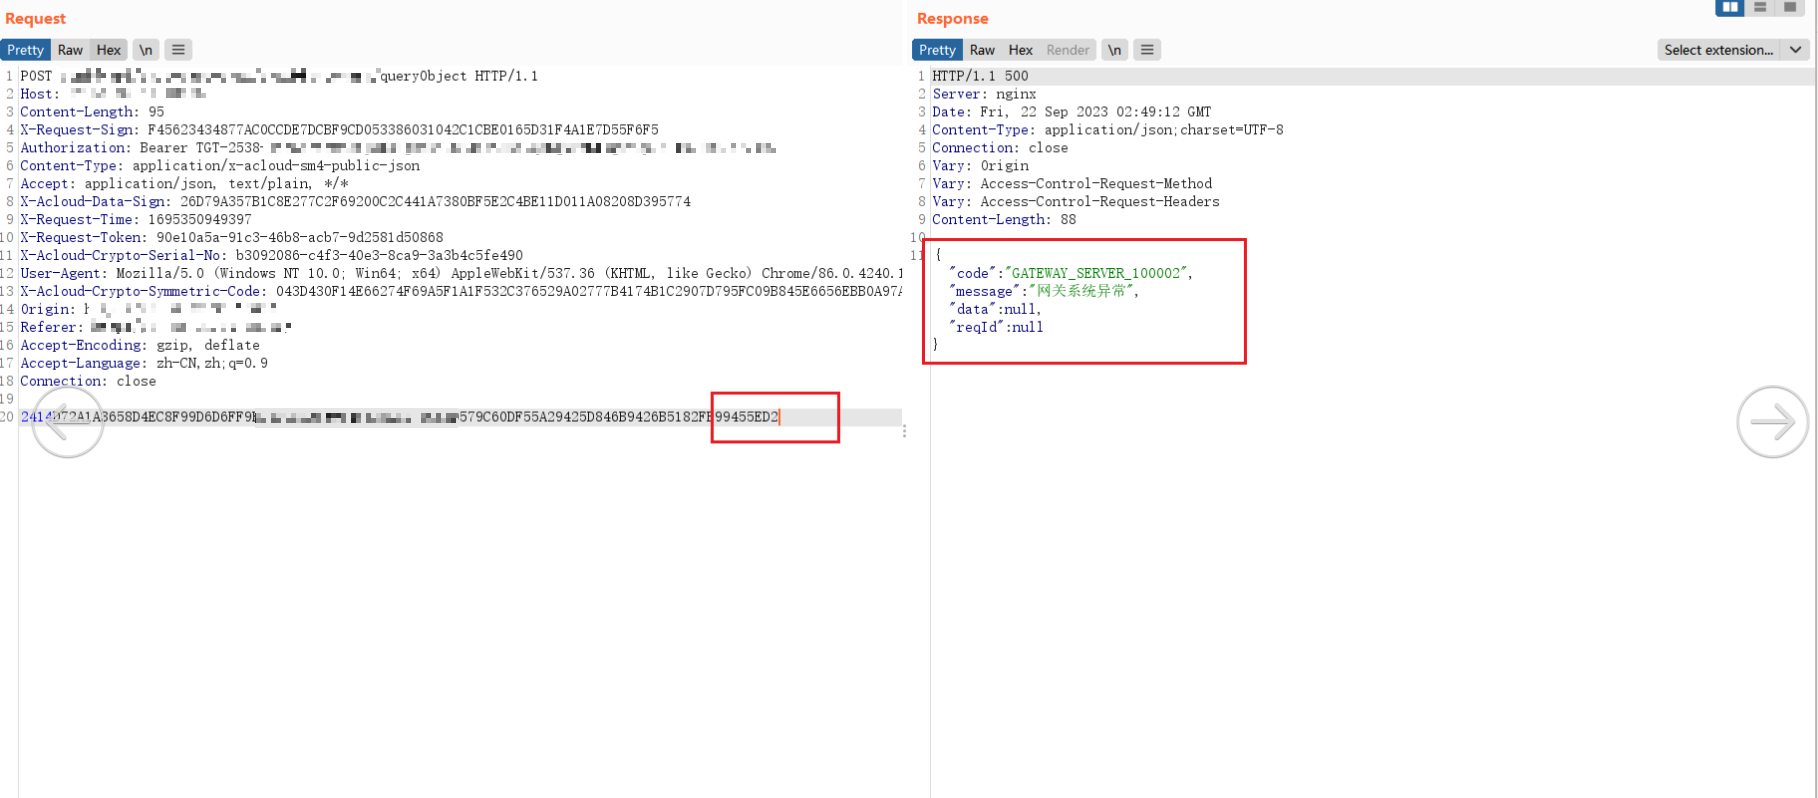 Request
Pretty Raw Hex \n
1 POST queryObject HTTP/1.1
2 Host:
3 Content-Length: 95
4 X-Request-Sign: F45623434877AC0CCDE7DCBF9CD053386031042C1CBE0165D31F4A1E7D55F6F5
5 Authorization: Bearer TGT-2538-
6 Content-Type: application/x-acloud-sm4-public-json
7 Accept: application/json, text/plain, */*
8 X-Acloud-Data-Sign: 26D79A357B1C8E277C2F69200C2C441A7380BF5E2C4BE11D011A08208D395774
9 X-Request-Time: 1695350949397
10 X-Request-Token: 90e10a5a-91c3-46b8-acb7-9d2581d50868
11 X-Acloud-Crypto-Serial-No: b3092086-c4f3-40e3-8ca9-3a3b4c5fe490
12 User-Agent: Mozilla/5.0 (Windows NT 10.0; Win64; x64) AppleWebKit/537.36 (KHTML, like Gecko) Chrome/86.0.4240.1
13 X-Acloud-Crypto-Symmetric-Code: 043D430F14E66274F69A5F1A1F532C376529A02777B4174B1C2907D795FC09B845E6656EBB0A97A
14 Origin: h
15 Referer:
16 Accept-Encoding: gzip, deflate
17 Accept-Language: zh-CN,zh;q=0.9
18 Connection: close
19
20 2414D72A1A3658D4EC8F99D6D6FF9 579C60DF55A29425D846B9426B5182FE99455ED2
Response
Pretty Raw Hex Render \n
Select extension...
1 HTTP/1.1 500
2 Server: nginx
3 Date: Fri, 22 Sep 2023 02:49:12 GMT
4 Content-Type: application/json;charset=UTF-8
5 Connection: close
6 Vary: Origin
7 Vary: Access-Control-Request-Method
8 Vary: Access-Control-Request-Headers
9 Content-Length: 88
10
11 {
"code":"GATEWAY_SERVER_100002",
"message":"网关系统异常",
"data":null,
"reqId":null
}